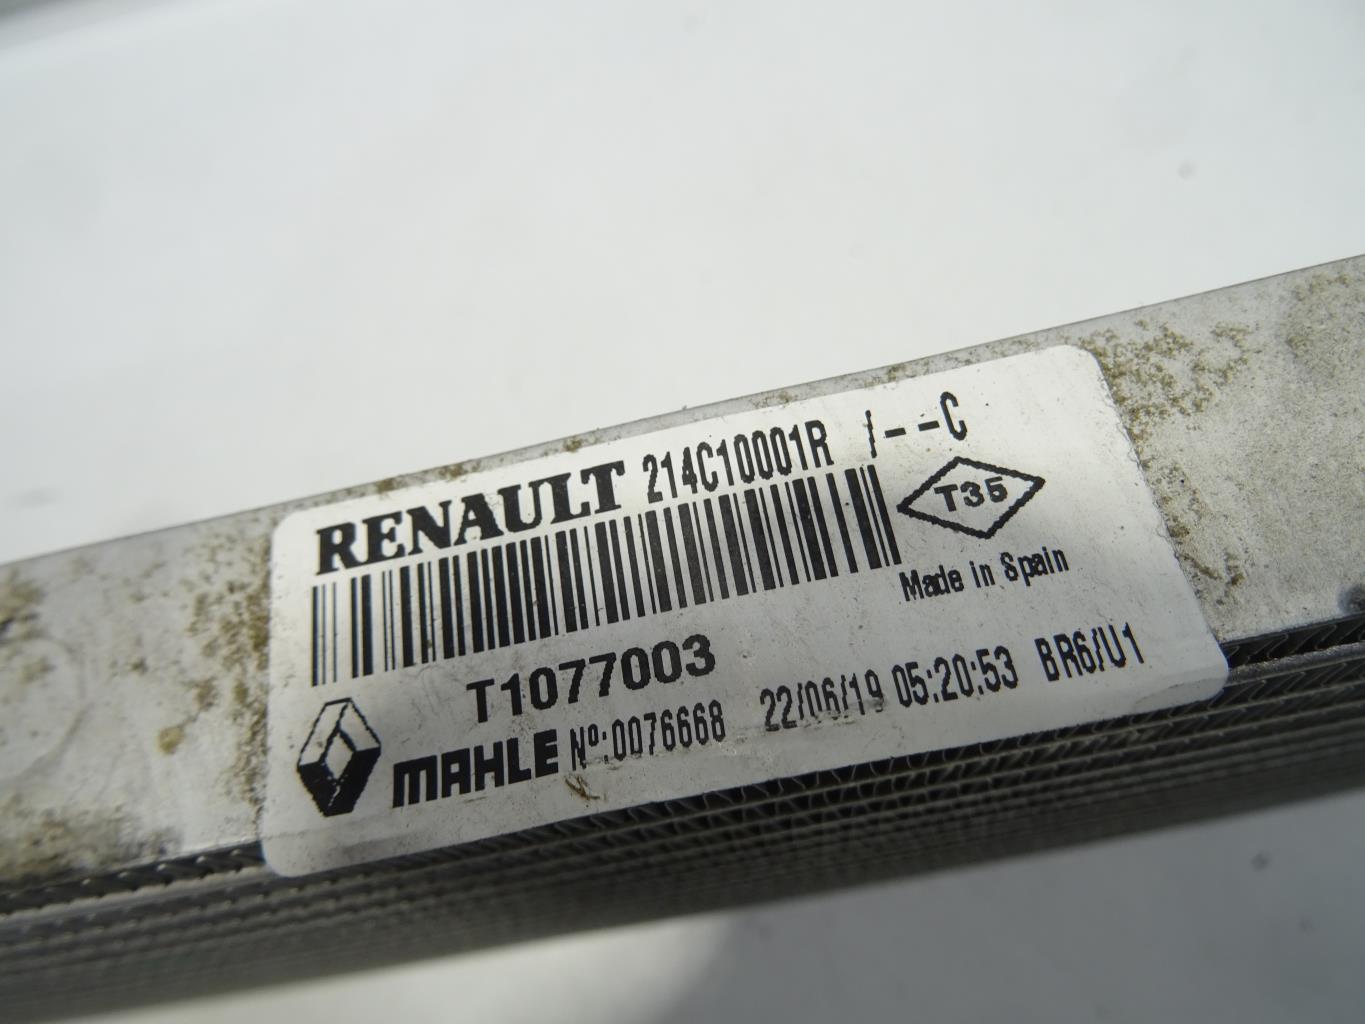 RENAULT 214C10001R /--C
T35
Made in Spain
T1077003
MAHLE Nº:0076668 22/06/19 05:20:53 BR6/U1